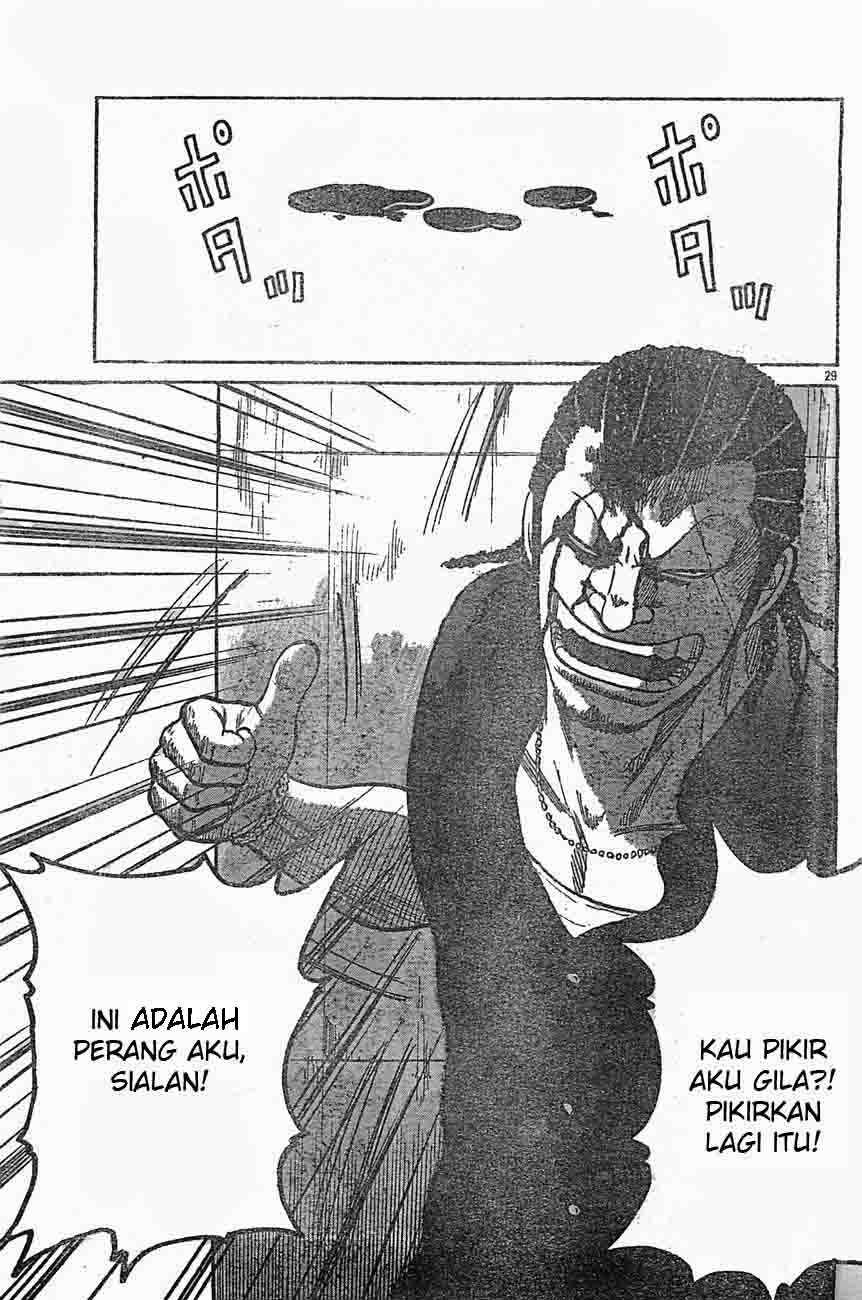 ポタッ
ポタッ
29
KAU PIKIR
AKU GILA?!
PIKIRKAN
LAGI ITU!
INI ADALAH
PERANG AKU,
SIALAN!